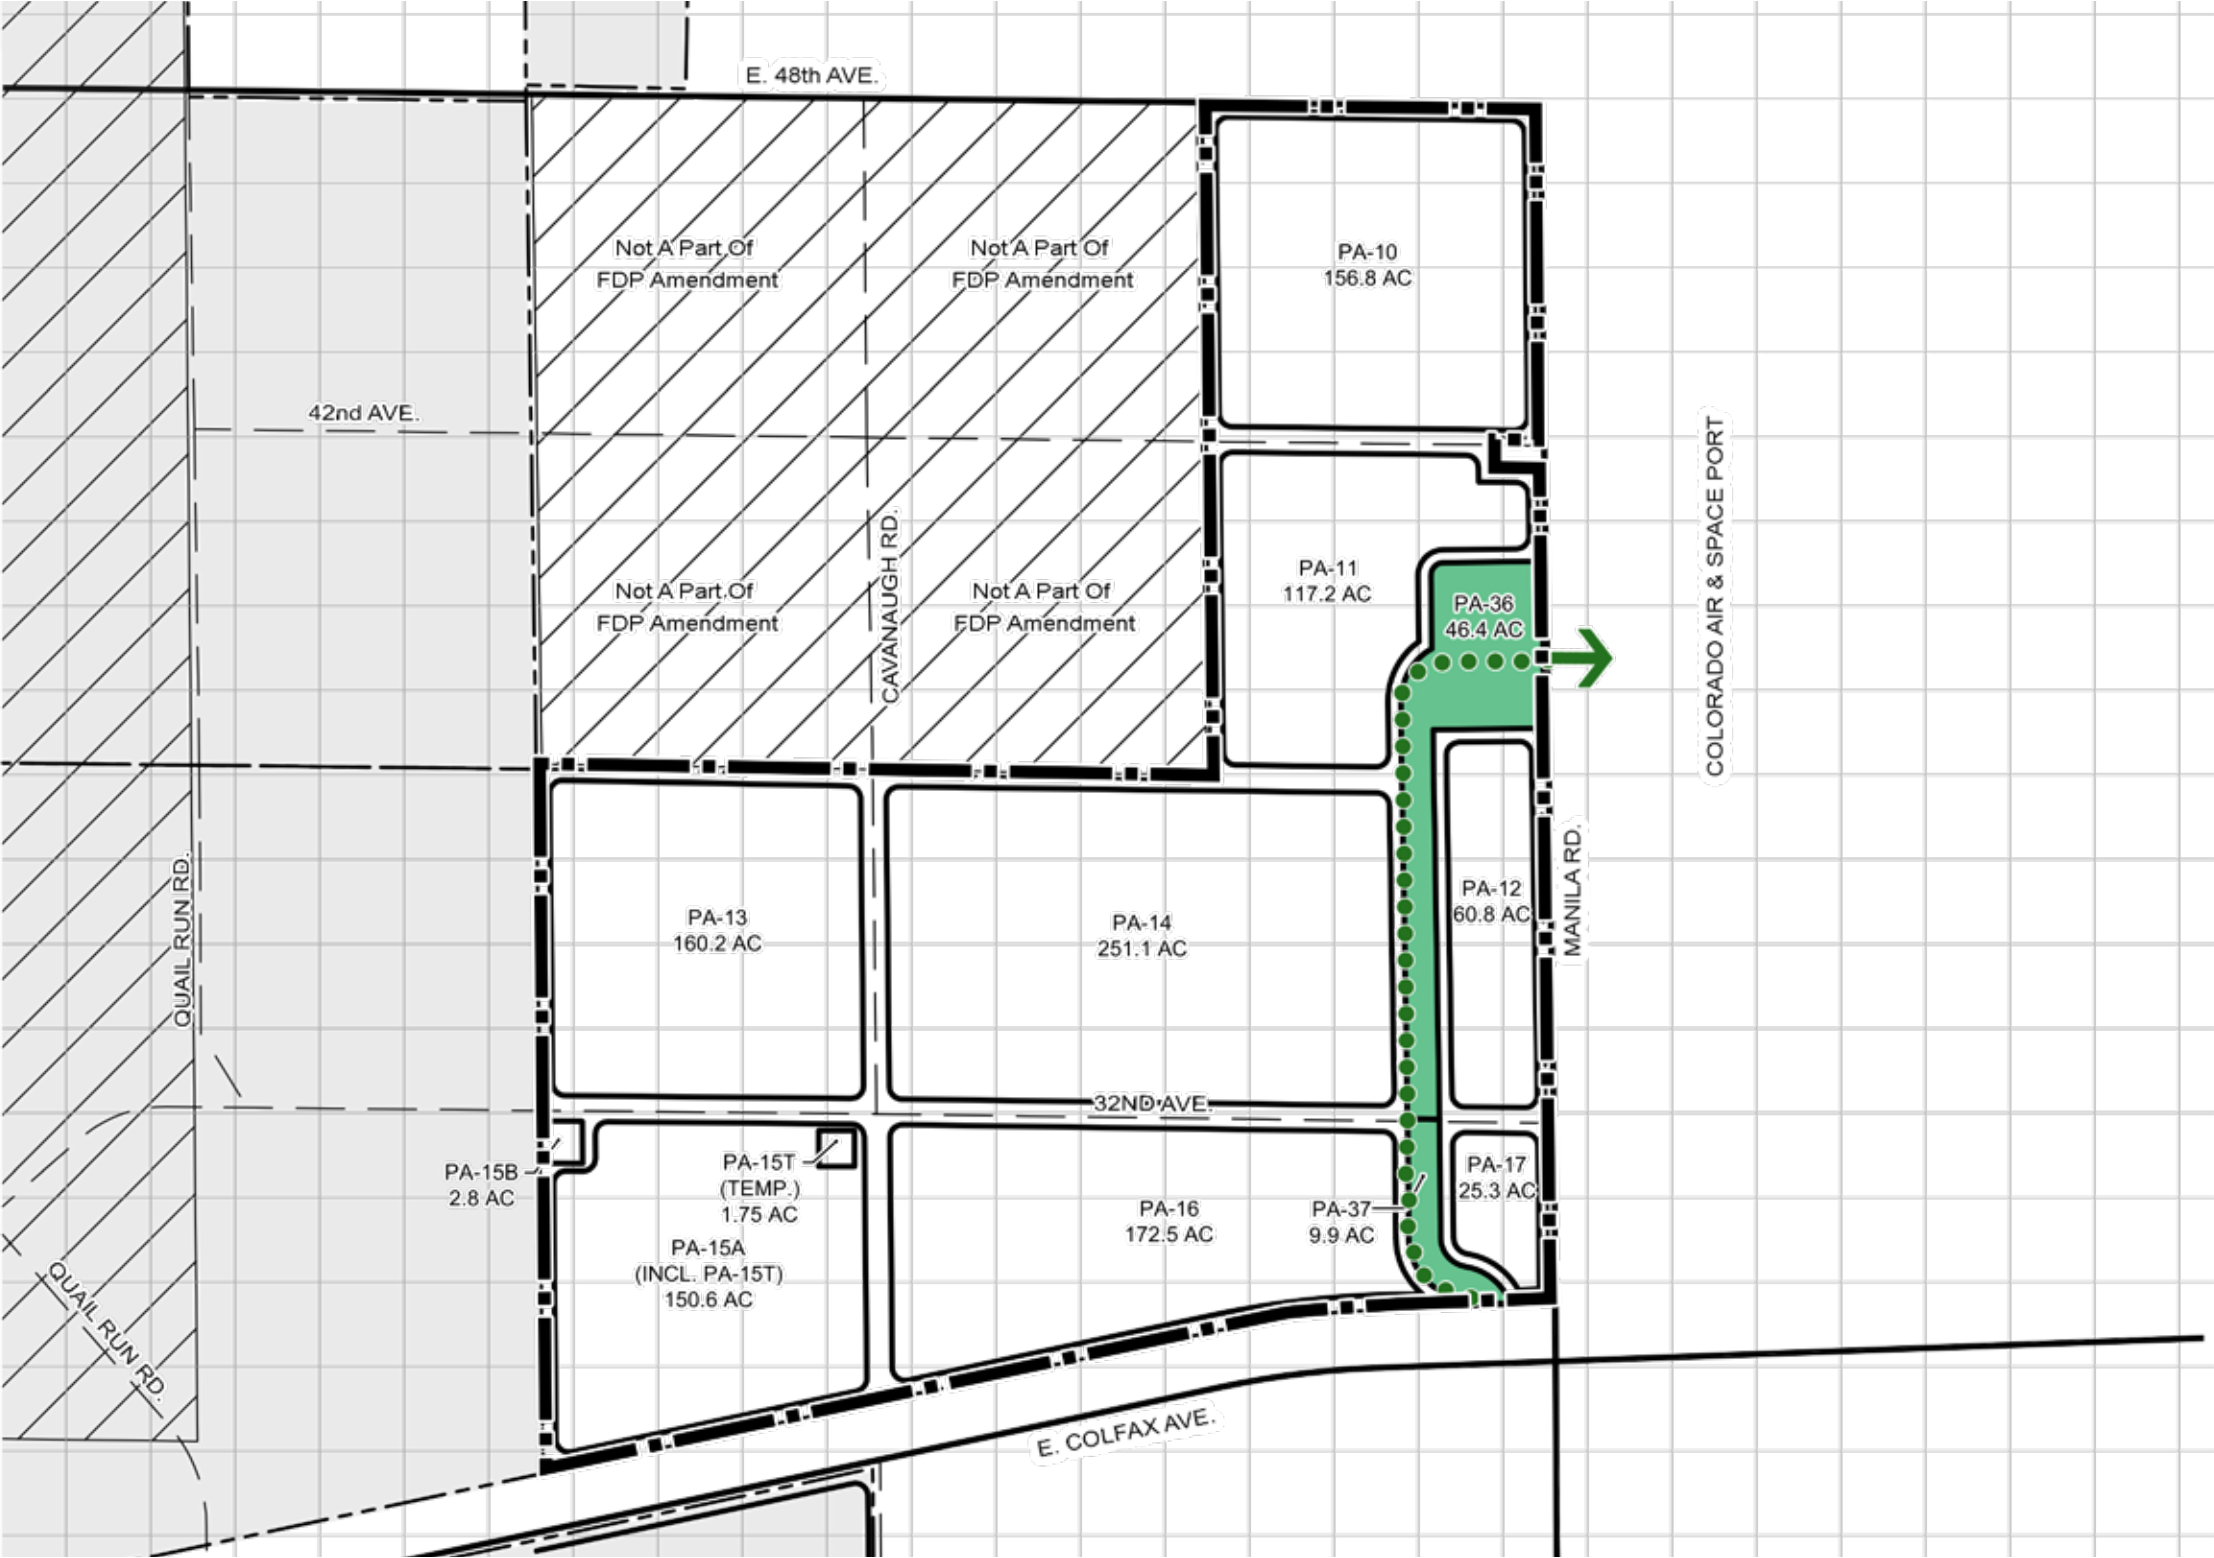 E. 48th AVE.
Not A Part Of
FDP Amendment
Not A Part Of
FDP Amendment
PA-10
156.8 AC
42nd AVE.
COLORADO AIR & SPACE PORT
CAVANAUGH RD.
Not A Part Of
FDP Amendment
Not A Part Of
FDP Amendment
PA-11
117.2 AC
PA-36
46.4 AC
QUAIL RUN RD.
PA-13
160.2 AC
PA-14
251.1 AC
PA-12
60.8 AC
MANILA RD.
32ND AVE.
PA-15B
2.8 AC
PA-15T
(TEMP.)
1.75 AC
PA-15A
(INCL. PA-15T)
150.6 AC
PA-16
172.5 AC
PA-37
9.9 AC
PA-17
25.3 AC
QUAIL RUN RD.
E. COLFAX AVE.